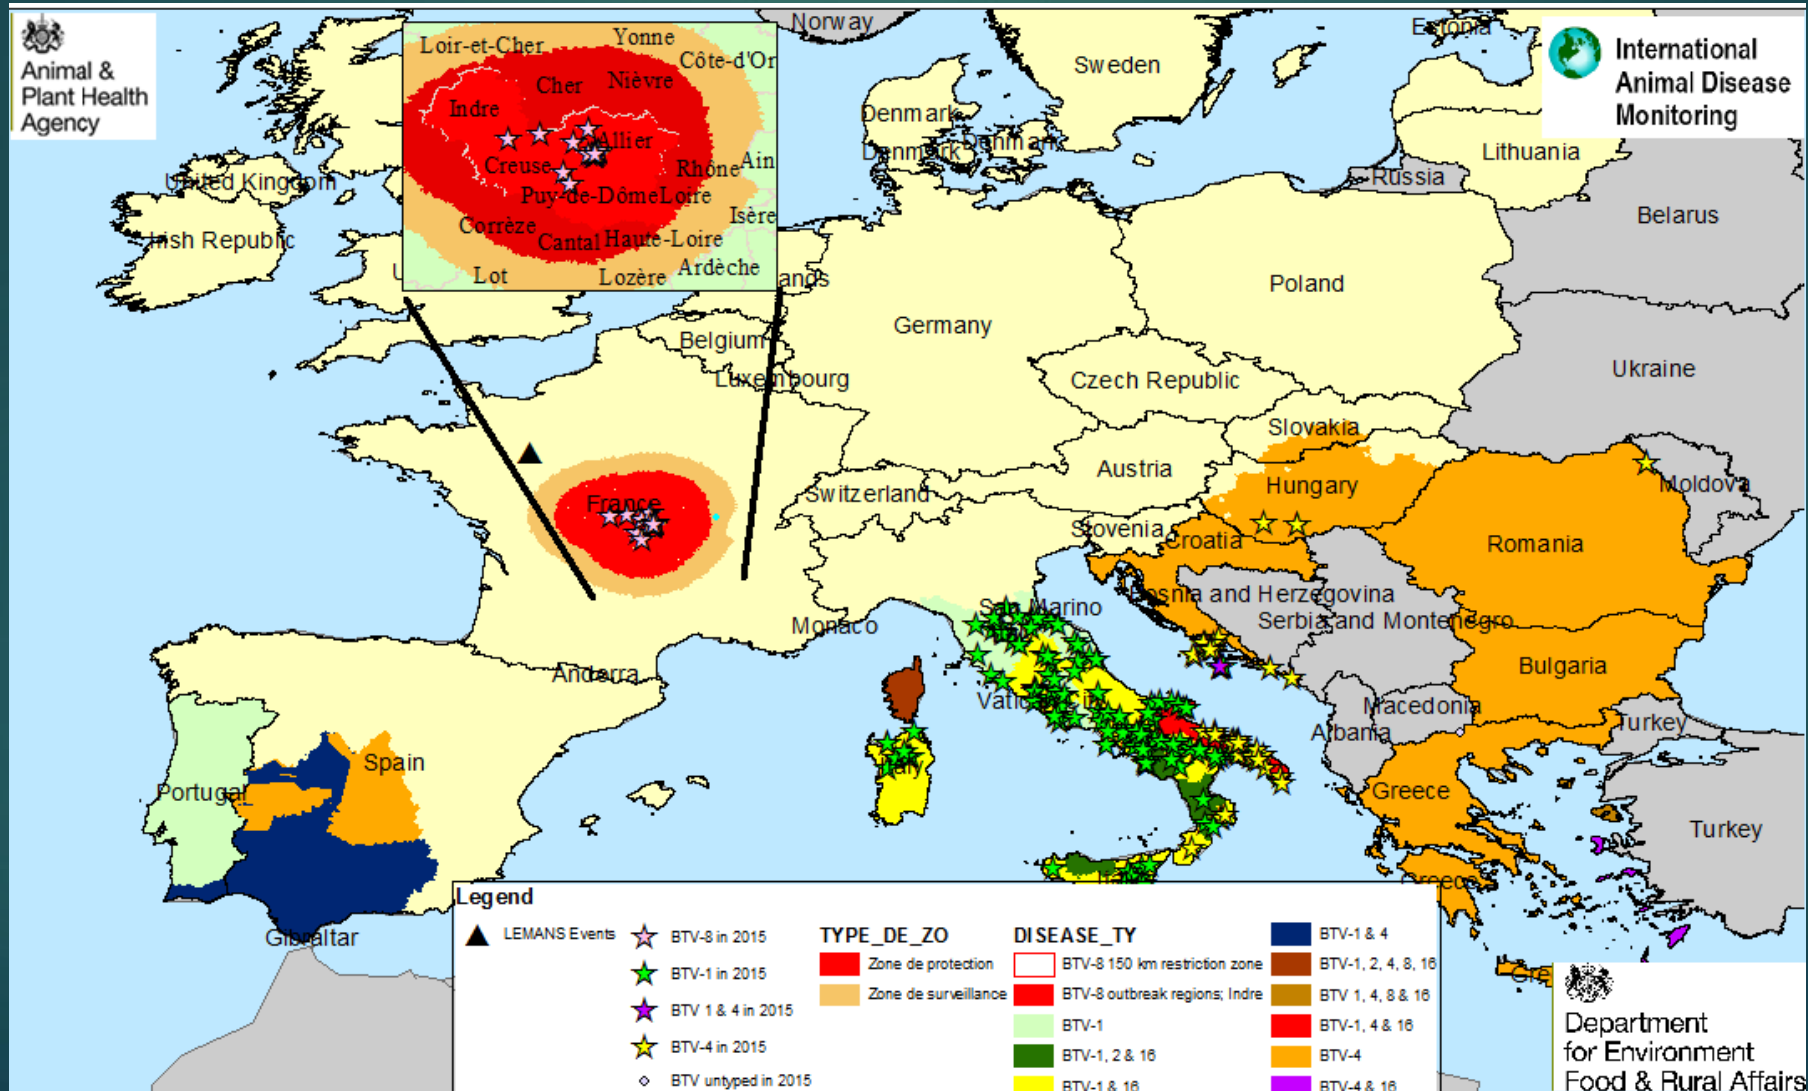 Animal &
Plant Health
Agency
International
Animal Disease
Monitoring
Loir-et-Cher
Yonne
Côte-d'Or
Cher
Nièvre
Indre
Allier
Creuse
Rhône
Ain
Puy-de-Dôme
Loire
Isère
Corrèze
Cantal
Haute-Loire
Lot
Lozère
Ardèche
Norway
Sweden
Estonia
Denmark
Denmark
Denmark
Lithuania
Russia
Belarus
United Kingdom
Irish Republic
U
ands
Poland
Germany
Belgium
Luxembourg
Czech Republic
Ukraine
Slovakia
Austria
Switzerland
Hungary
Moldova
France
Slovenia
Croatia
Romania
Bosnia and Herzegovina
San Marino
Serbia and Montenegro
Monaco
Andorra
Bulgaria
Vatican City
Macedonia
Albania
Turkey
Spain
Italy
Portugal
Greece
Turkey
Greece
Gibraltar
Legend
LEMANS Events
BTV-8 in 2015
BTV-1 in 2015
BTV 1 & 4 in 2015
BTV-4 in 2015
BTV untyped in 2015
TYPE_DE_ZO
Zone de protection
Zone de surveillance
DISEASE_TY
BTV-8 150 km restriction zone
BTV-8 outbreak regions; Indre
BTV-1
BTV-1, 2 & 16
BTV-1 & 16
BTV-1 & 4
BTV-1, 2, 4, 8, 16
BTV 1, 4, 8 & 16
BTV-1, 4 & 16
BTV-4
BTV-4 & 16
Gre
Department
for Environment
Food & Rural Affairs